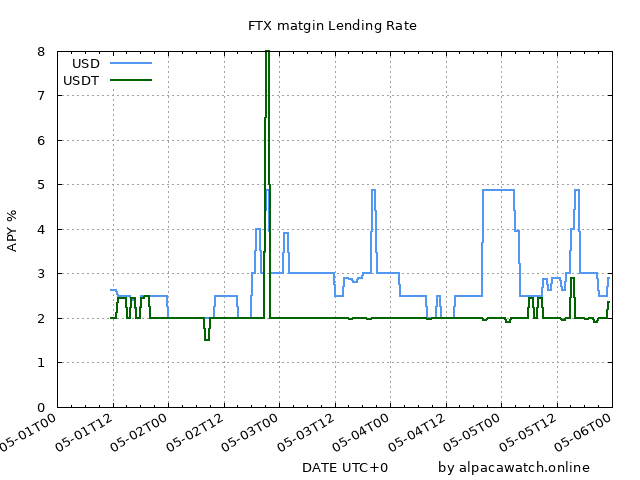 FTX matgin Lending Rate
USD
USDT
8
7
6
5
4
3
2
1
0
APY %
05-01T00
05-01T12
05-02T00
05-02T12
05-03T00
05-03T12
05-04T00
05-04T12
05-05T00
05-05T12
05-06T00
DATE UTC+0
by alpacawatch.online